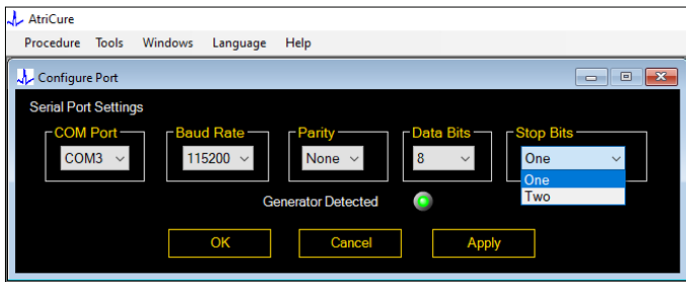 AtriCure
Procedure Tools Windows Language Help
Configure Port
Serial Port Settings
COM Port Baud Rate Parity Data Bits Stop Bits
COM3 115200 None 8 One
One
Two
Generator Detected
OK Cancel Apply